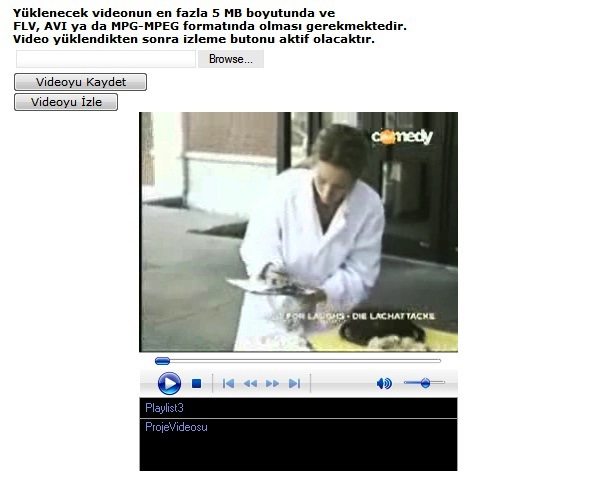 Yüklenecek videonun en fazla 5 MB boyutunda ve
FLV, AVI ya da MPG-MPEG formatında olması gerekmektedir.
Video yüklendikten sonra izleme butonu aktif olacaktır.
Browse...
Videoyu Kaydet
Videoyu İzle
comedy
FOR LAUGHS - DIE LACHATTACKE
Playlist3
ProjeVideosu